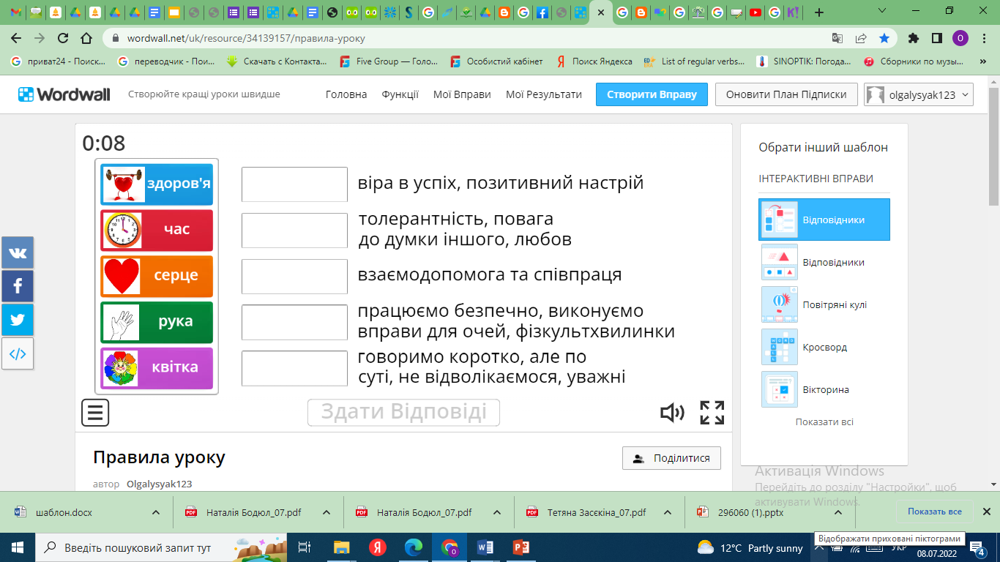 wordwall.net/uk/resource/34139157/правила-уроку
приват24 - Поиск...
переводчик - Пои...
Скачать с Контакта...
Five Group — Голо...
Особистий кабінет
Поиск Яндекса
List of regular verbs...
SINOPTIK: Погода...
Сборники по музы...
»
Wordwall
Створюйте кращі уроки швидше
Головна
Функції
Мої Вправи
Мої Результати
Створити Вправу
Оновити План Підписки
olgalysyak123
0:08
здоров'я
час
серце
рука
квітка
віра в успіх, позитивний настрій
толерантність, повага
до думки іншого, любов
взаємодопомога та співпраця
працюємо безпечно, виконуємо
вправи для очей, фізкультхвилинки
говоримо коротко, але по
суті, не відволікаємося, уважні
Здати Відповіді
Обрати інший шаблон
ІНТЕРАКТИВНІ ВПРАВИ
Відповідники
Відповідники
Повітряні кулі
Кросворд
Вікторина
Показати всі
Правила уроку
Поділитися
автор Olgalysyak123
Активація Windows
Перейдіть до розділу "Настройки", щоб
активувати Windows.
шаблон.docx
Наталія Бодюл_07.pdf
Наталія Бодюл_07.pdf
Тетяна Засєкіна_07.pdf
296060 (1).pptx
Показать все
Відображати приховані піктограми
Введіть пошуковий запит тут
12°C Partly sunny
УКР
08.07.2022
4